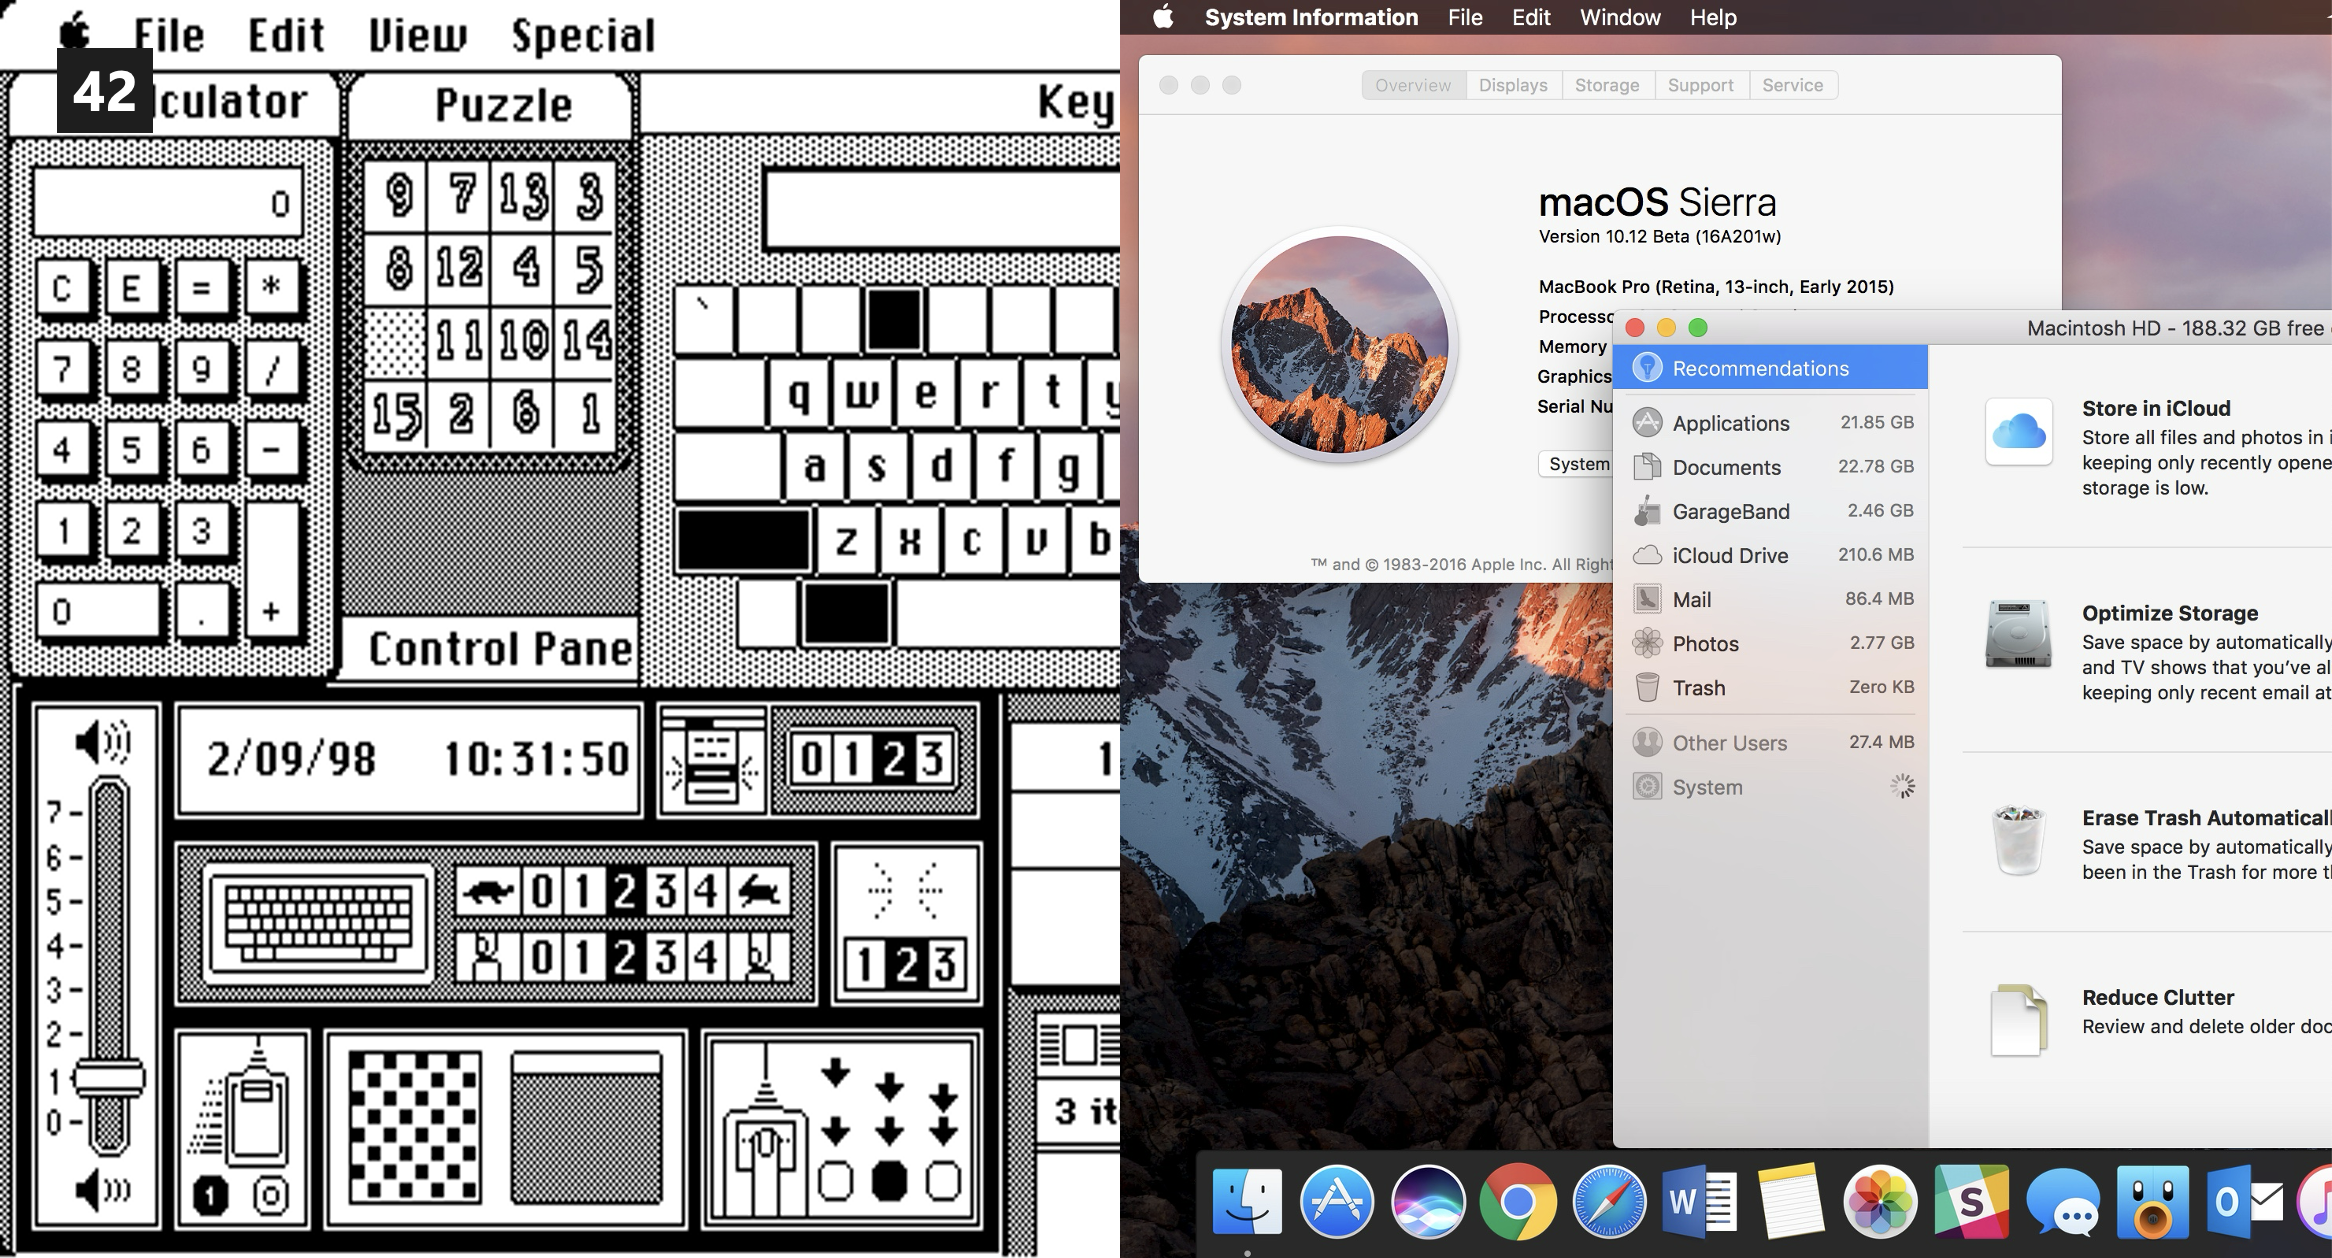 File Edit View Special
42
lculator
Puzzle
Key
0
C E = *
7 8 9 /
4 5 6 -
1 2 3
0 . +
9 7 13 3
8 12 4 5
11 10 14
15 2 6 1
`
q w e r t y
a s d f g
z x c v b
Control Pane
2/09/98 10:31:50
0 1 2 3
7-
6-
5-
4-
3-
2-
1-
0-
0 1 2 3 4
0 1 2 3 4
1 2 3
1
1
3 it
System Information File Edit Window Help
Overview Displays Storage Support Service
macOS Sierra
Version 10.12 Beta (16A201w)
MacBook Pro (Retina, 13-inch, Early 2015)
Processo
Memory
Graphics
Serial Nu
System
™ and © 1983-2016 Apple Inc. All Right
Macintosh HD - 188.32 GB free
Recommendations
Applications 21.85 GB
Documents 22.78 GB
GarageBand 2.46 GB
iCloud Drive 210.6 MB
Mail 86.4 MB
Photos 2.77 GB
Trash Zero KB
Other Users 27.4 MB
System
Store in iCloud
Store all files and photos in i
keeping only recently opene
storage is low.
Optimize Storage
Save space by automatically
and TV shows that you've al
keeping only recent email at
Erase Trash Automaticall
Save space by automatically
been in the Trash for more t
Reduce Clutter
Review and delete older doc
W
S
O